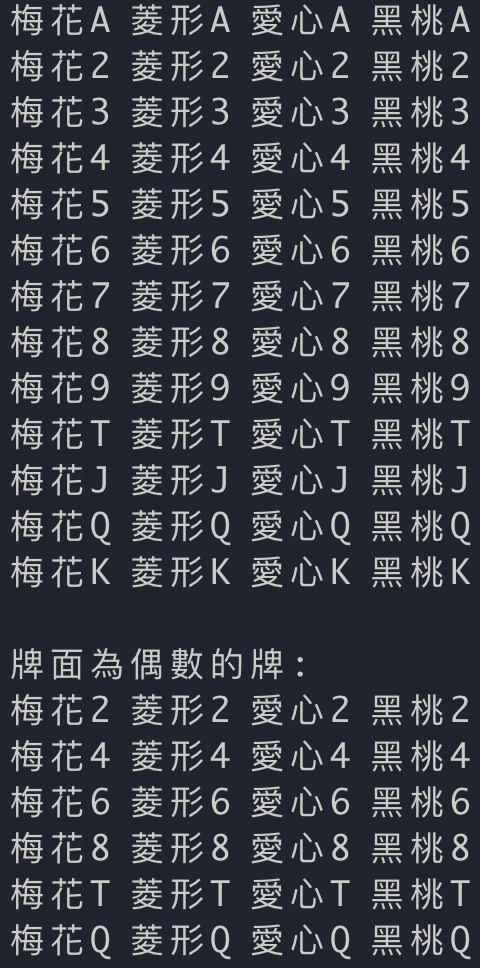 梅花A 菱形A 愛心A 黑桃A
梅花2 菱形2 愛心2 黑桃2
梅花3 菱形3 愛心3 黑桃3
梅花4 菱形4 愛心4 黑桃4
梅花5 菱形5 愛心5 黑桃5
梅花6 菱形6 愛心6 黑桃6
梅花7 菱形7 愛心7 黑桃7
梅花8 菱形8 愛心8 黑桃8
梅花9 菱形9 愛心9 黑桃9
梅花T 菱形T 愛心T 黑桃T
梅花J 菱形J 愛心J 黑桃J
梅花Q 菱形Q 愛心Q 黑桃Q
梅花K 菱形K 愛心K 黑桃K
牌面為偶數的牌：
梅花2 菱形2 愛心2 黑桃2
梅花4 菱形4 愛心4 黑桃4
梅花6 菱形6 愛心6 黑桃6
梅花8 菱形8 愛心8 黑桃8
梅花T 菱形T 愛心T 黑桃T
梅花Q 菱形Q 愛心Q 黑桃Q